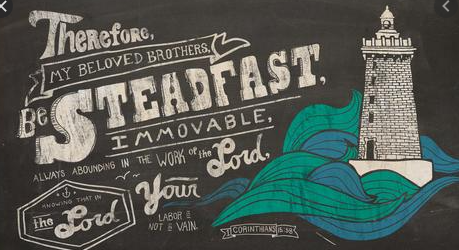 Therefore,
MY BELOVED BROTHERS,
Be STEADFAST,
IMMOVABLE,
ALWAYS ABOUNDING IN THE WORK of the Lord,
KNOWING THAT IN
the Lord
Your
LABOR is
NOT in VAIN.
1 CORINTHIANS 15:58